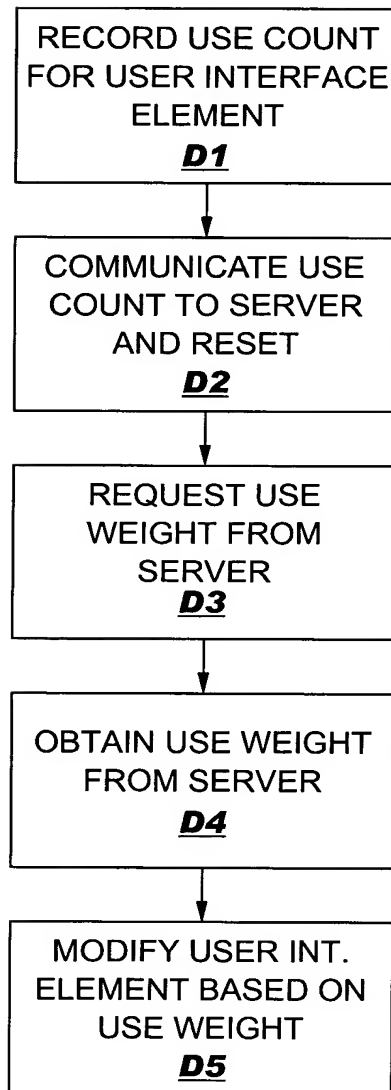 RECORD USE COUNT
FOR USER INTERFACE
ELEMENT
D1
COMMUNICATE USE
COUNT TO SERVER
AND RESET
D2
REQUEST USE
WEIGHT FROM
SERVER
D3
OBTAIN USE WEIGHT
FROM SERVER
D4
MODIFY USER INT.
ELEMENT BASED ON
USE WEIGHT
D5